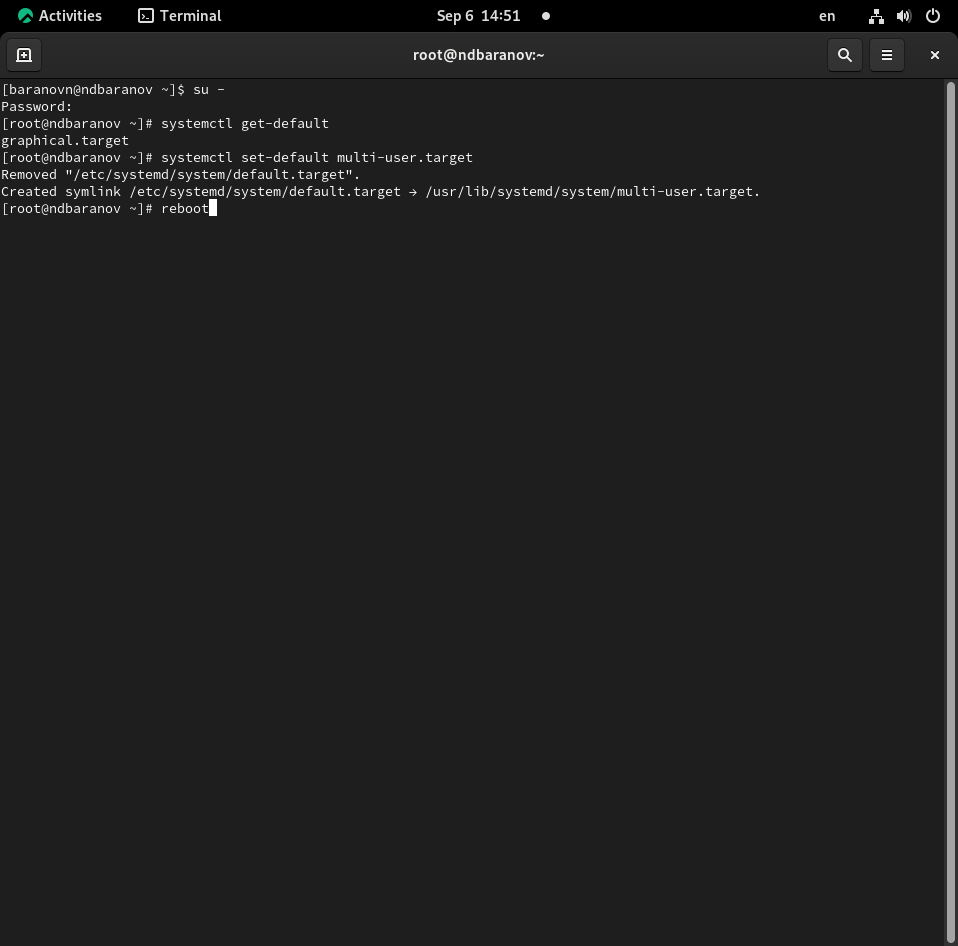 Activities Terminal Sep 6 14:51 en
root@ndbaranov:~
[baranovn@ndbaranov ~]$ su -
Password:
[root@ndbaranov ~]# systemctl get-default
graphical.target
[root@ndbaranov ~]# systemctl set-default multi-user.target
Removed "/etc/systemd/system/default.target".
Created symlink /etc/systemd/system/default.target → /usr/lib/systemd/system/multi-user.target.
[root@ndbaranov ~]# reboot